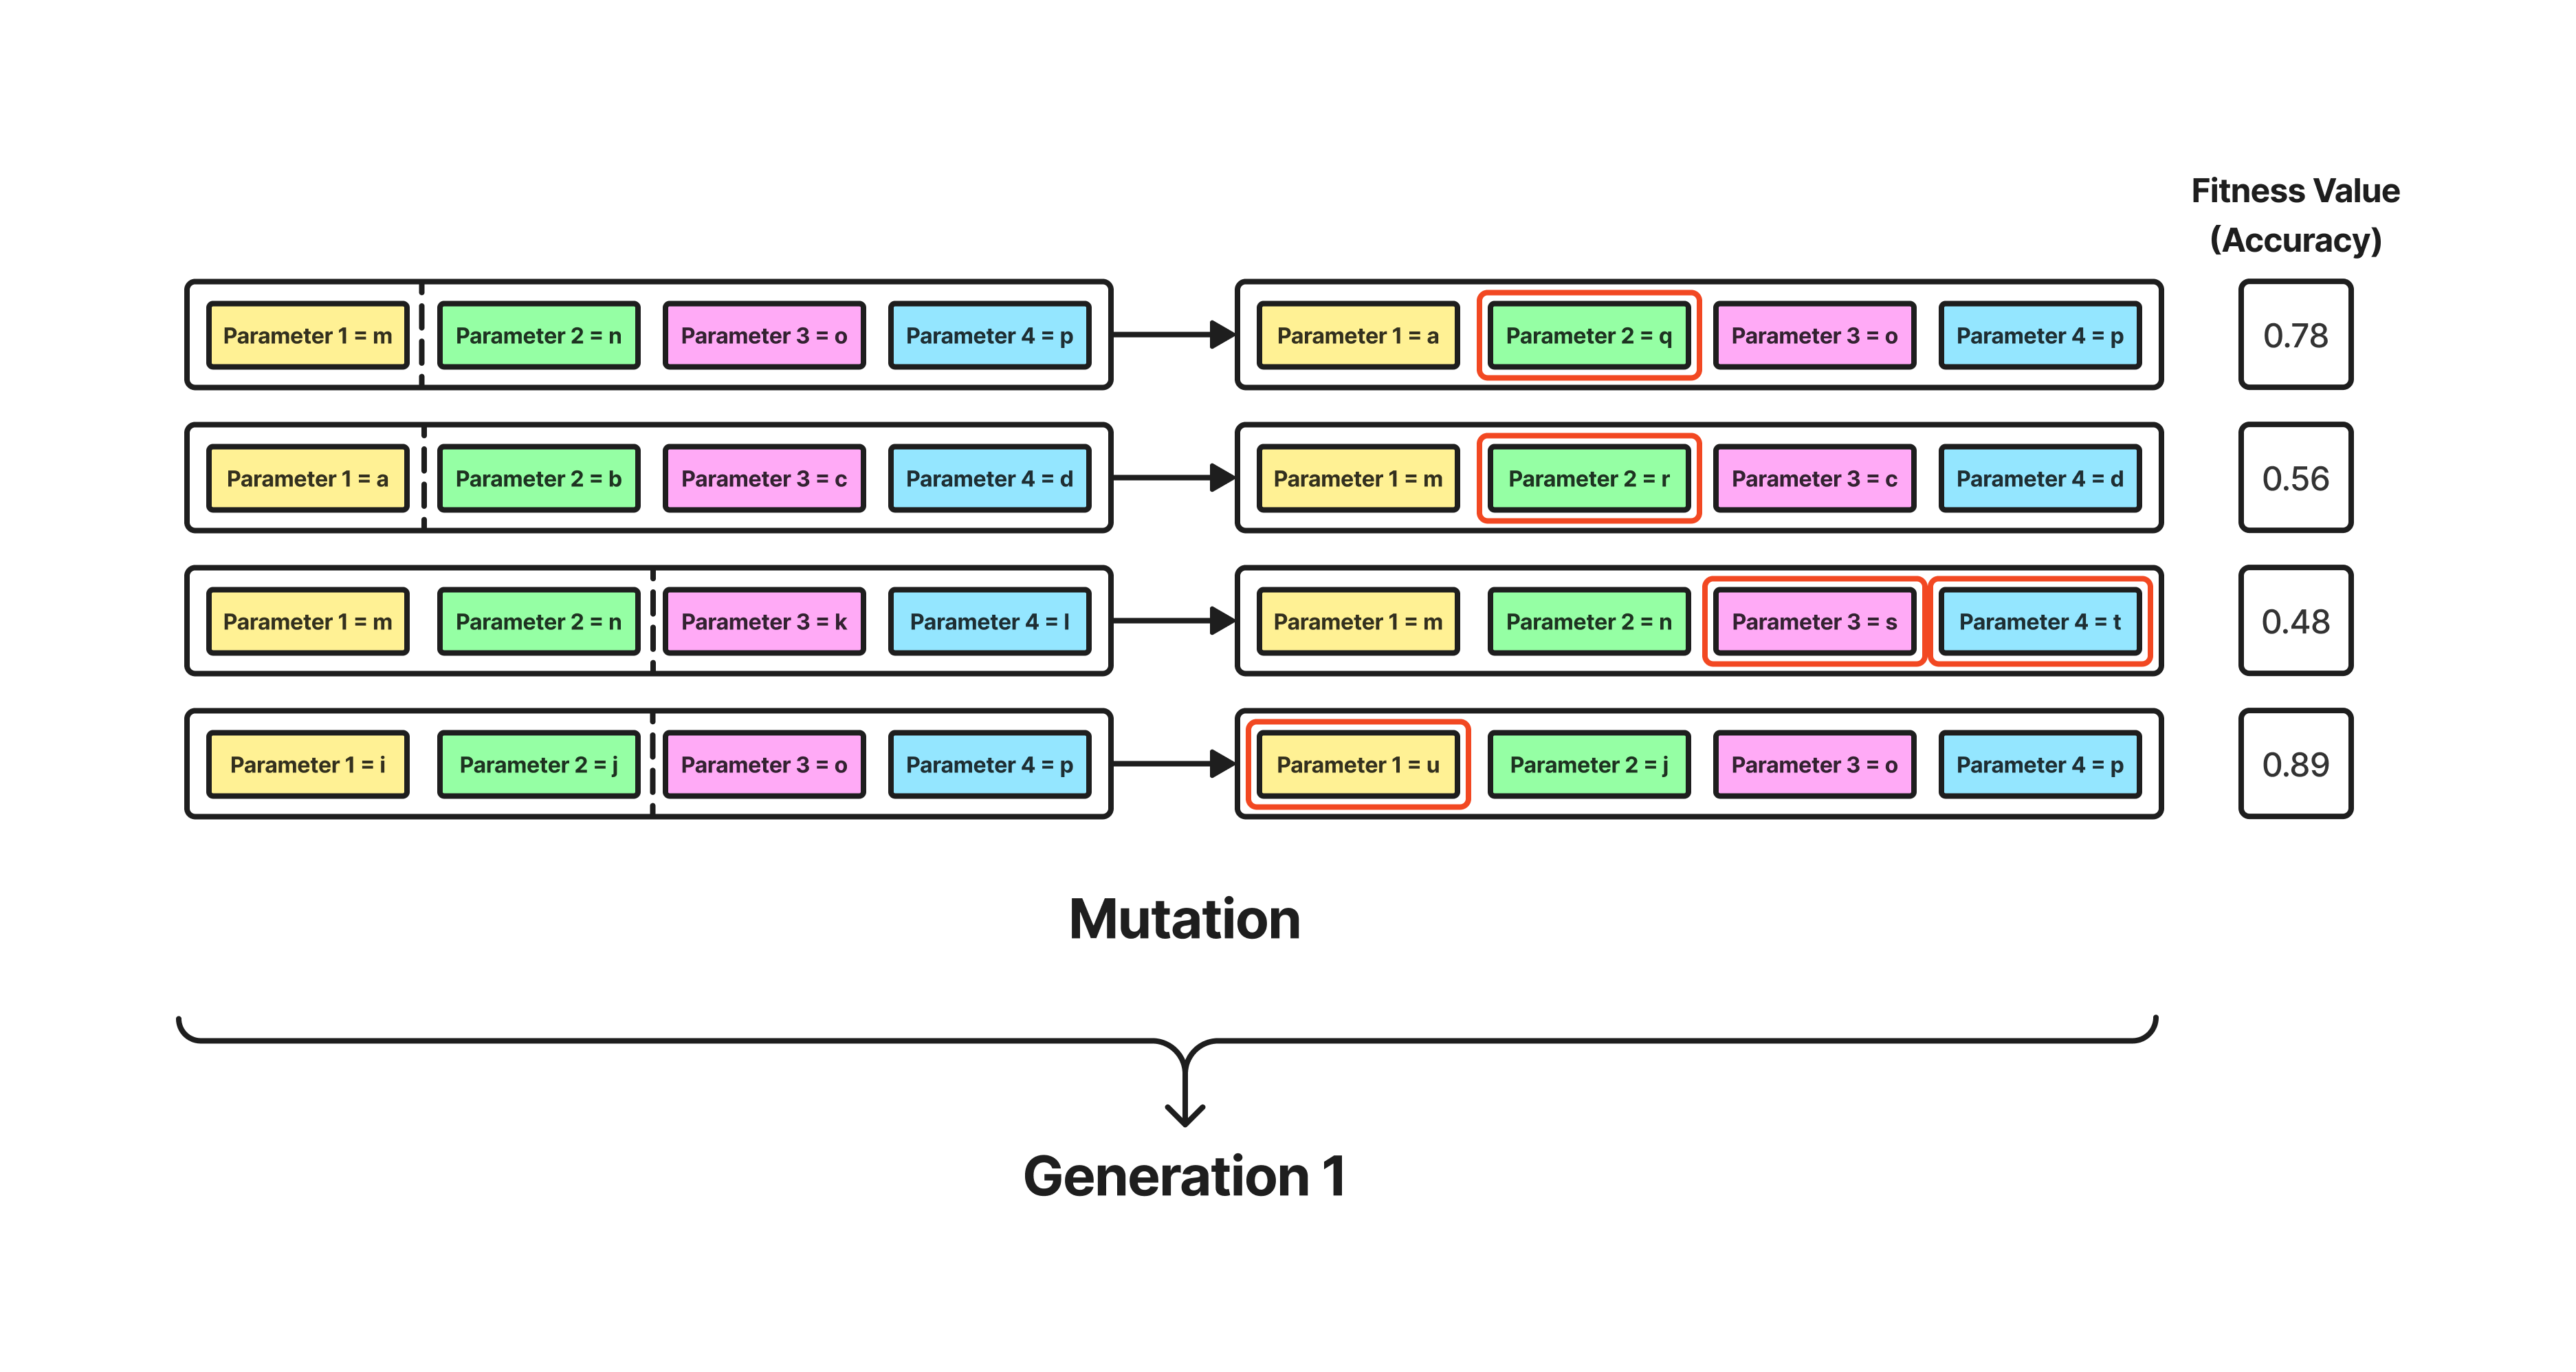 Fitness Value
(Accuracy)
Parameter 1 = m Parameter 2 = n Parameter 3 = o Parameter 4 = p Parameter 1 = a Parameter 2 = q Parameter 3 = o Parameter 4 = p 0.78
Parameter 1 = a Parameter 2 = b Parameter 3 = c Parameter 4 = d Parameter 1 = m Parameter 2 = r Parameter 3 = c Parameter 4 = d 0.56
Parameter 1 = m Parameter 2 = n Parameter 3 = k Parameter 4 = l Parameter 1 = m Parameter 2 = n Parameter 3 = s Parameter 4 = t 0.48
Parameter 1 = i Parameter 2 = j Parameter 3 = o Parameter 4 = p Parameter 1 = u Parameter 2 = j Parameter 3 = o Parameter 4 = p 0.89
Mutation
Generation 1